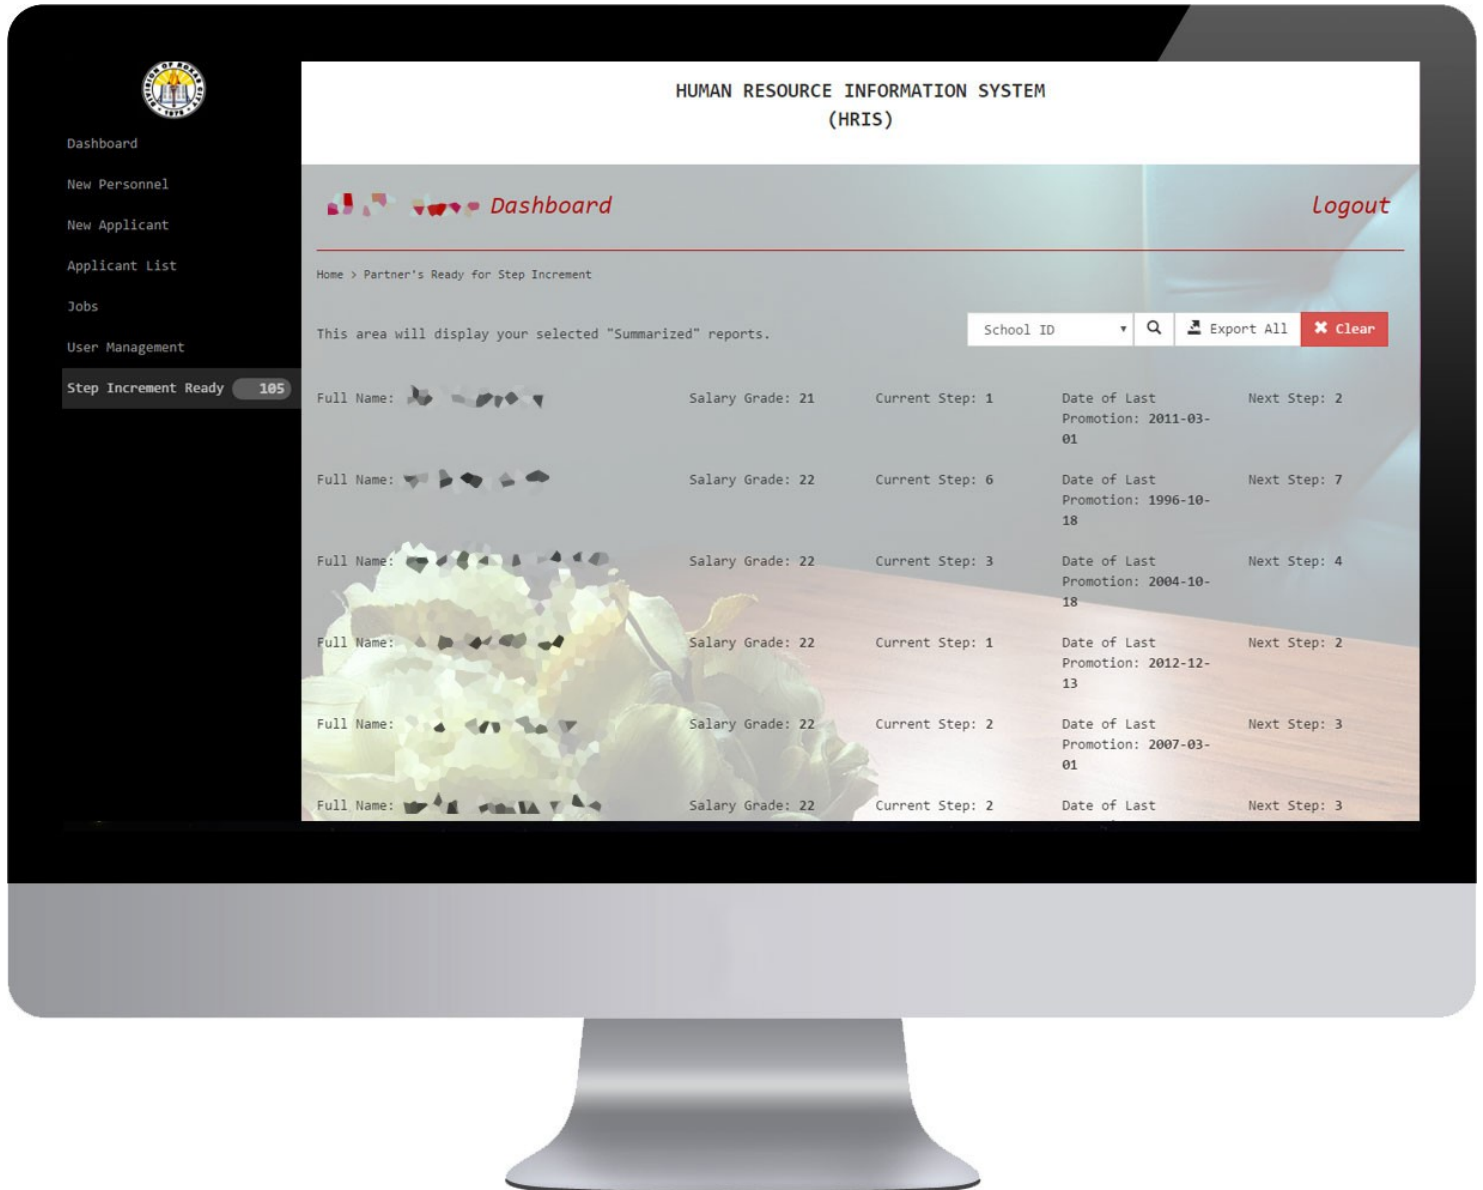 DIVISION OF ROXAS CITY
1978
Dashboard
New Personnel
New Applicant
Applicant List
Jobs
User Management
Step Increment Ready 105
HUMAN RESOURCE INFORMATION SYSTEM
(HRIS)
Dashboard
logout
Home > Partner's Ready for Step Increment
This area will display your selected "Summarized" reports.
School ID
Export All
Clear
Full Name: Salary Grade: 21 Current Step: 1 Date of Last Next Step: 2
Promotion: 2011-03-
01
Full Name: Salary Grade: 22 Current Step: 6 Date of Last Next Step: 7
Promotion: 1996-10-
18
Full Name: Salary Grade: 22 Current Step: 3 Date of Last Next Step: 4
Promotion: 2004-10-
18
Full Name: Salary Grade: 22 Current Step: 1 Date of Last Next Step: 2
Promotion: 2012-12-
13
Full Name: Salary Grade: 22 Current Step: 2 Date of Last Next Step: 3
Promotion: 2007-03-
01
Full Name: Salary Grade: 22 Current Step: 2 Date of Last Next Step: 3